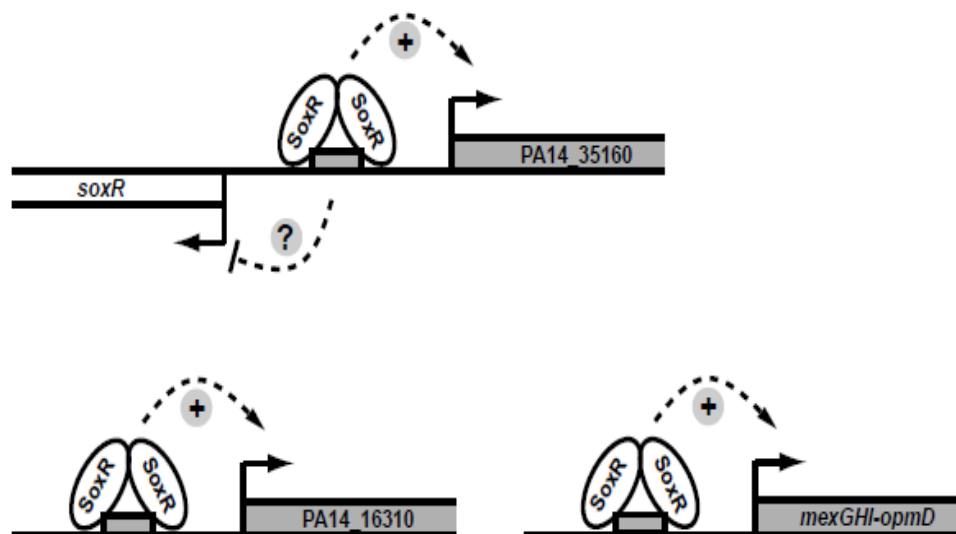 +
SoxR SoxR
PA14_35160
soxR
?
+ +
SoxR SoxR SoxR SoxR
PA14_16310 mexGHI-opmD